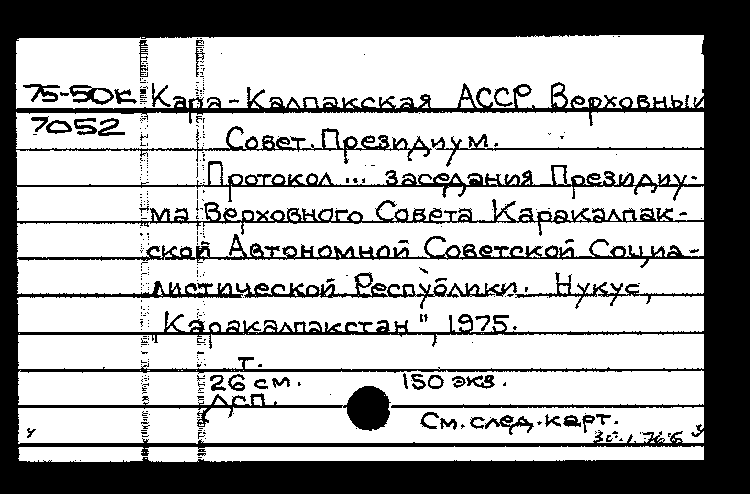 75-50к Кара-Калпакская АССР. Верховный
7052 Совет. Президиум.
Протокол ... заседания Президиу-
ма Верховного Совета Каракалпак-
ской Автономной Советской Социа-
листической Республики. Нукус,
„Каракалпакстан", 1975.
т.
26 см. 150 экз.
ДСП.
См. след. карт.